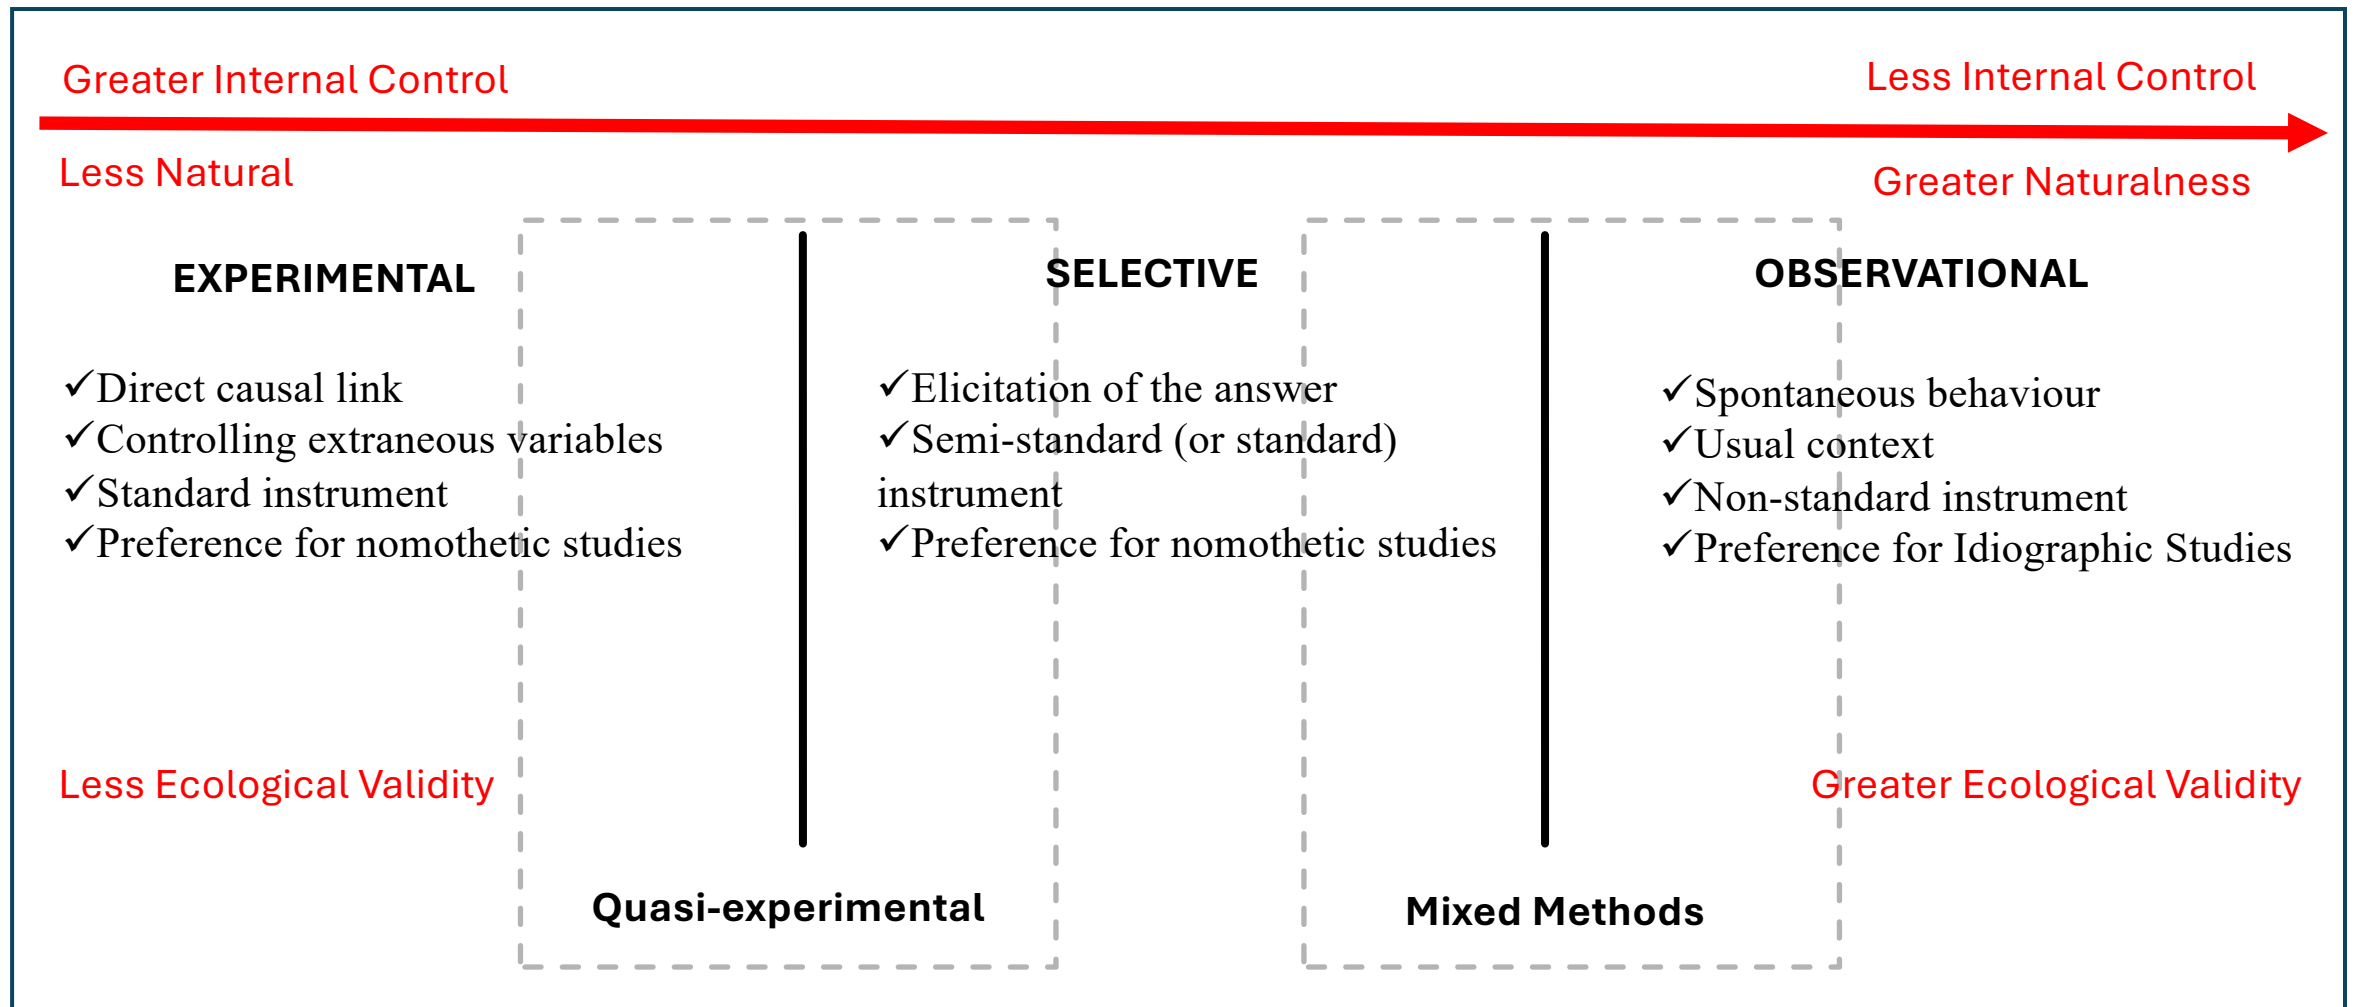 Greater Internal Control
Less Internal Control
Less Natural
Greater Naturalness
EXPERIMENTAL
✓Direct causal link
✓Controlling extraneous variables
✓Standard instrument
✓Preference for nomothetic studies
SELECTIVE
✓Elicitation of the answer
✓Semi-standard (or standard)
instrument
✓Preference for nomothetic studies
OBSERVATIONAL
✓Spontaneous behaviour
✓Usual context
✓Non-standard instrument
✓Preference for Idiographic Studies
Less Ecological Validity
Greater Ecological Validity
Quasi-experimental
Mixed Methods